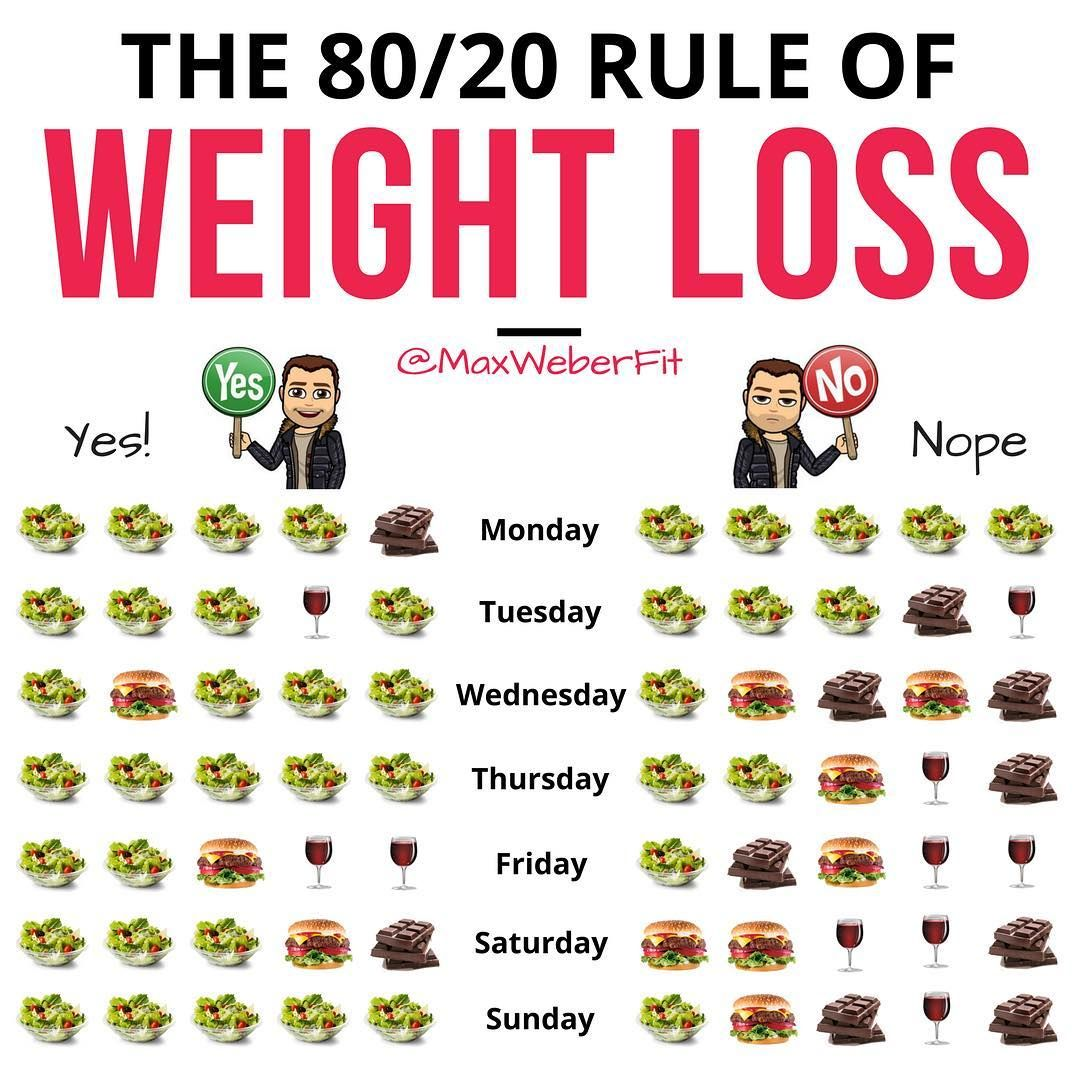 THE 80/20 RULE OF
WEIGHT LOSS
@MaxWeberFit
Yes
No
Yes!
Nope
Monday
Tuesday
Wednesday
Thursday
Friday
Saturday
Sunday